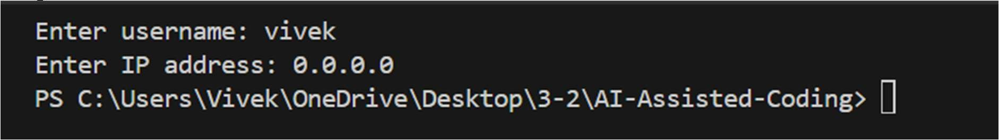 Enter username: vivek
Enter IP address: 0.0.0.0
PS C:\Users\Vivek\OneDrive\Desktop\3-2\AI-Assisted-Coding>